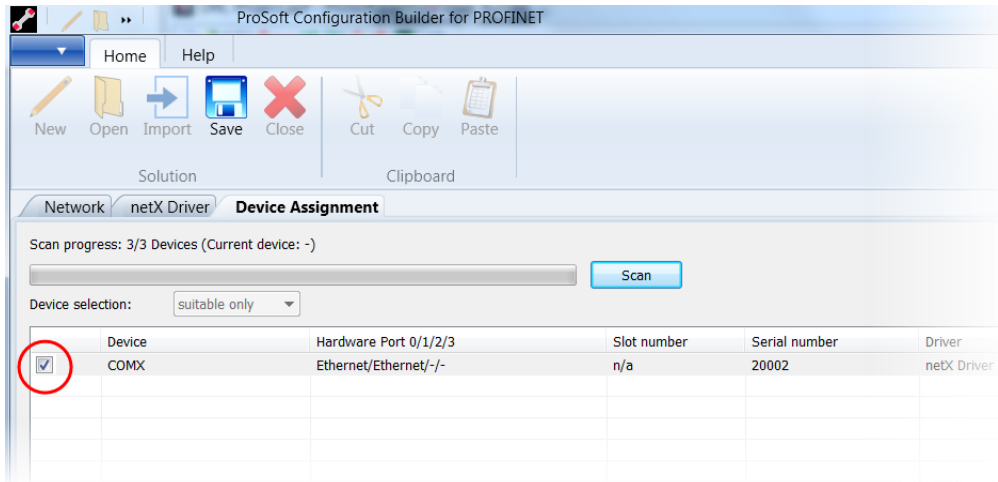 ProSoft Configuration Builder for PROFINET
Home Help
New Open Import Save Close Cut Copy Paste
Solution Clipboard
Network netX Driver Device Assignment
Scan progress: 3/3 Devices (Current device: -)
Scan
Device selection: suitable only
Device Hardware Port 0/1/2/3 Slot number Serial number Driver
COMX Ethernet/Ethernet/-/- n/a 20002 netX Driver